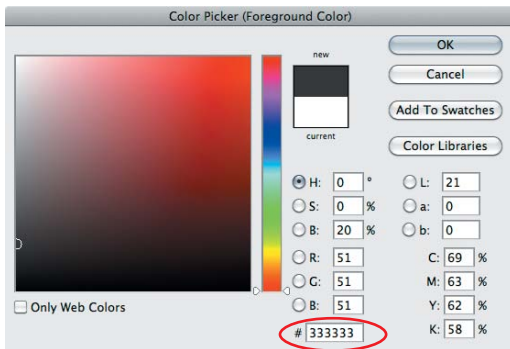 Color Picker (Foreground Color)
new
current
OK
Cancel
Add To Swatches
Color Libraries
H: 0 °
S: 0 %
B: 20 %
R: 51
G: 51
B: 51
# 333333
L: 21
a: 0
b: 0
C: 69 %
M: 63 %
Y: 62 %
K: 58 %
Only Web Colors